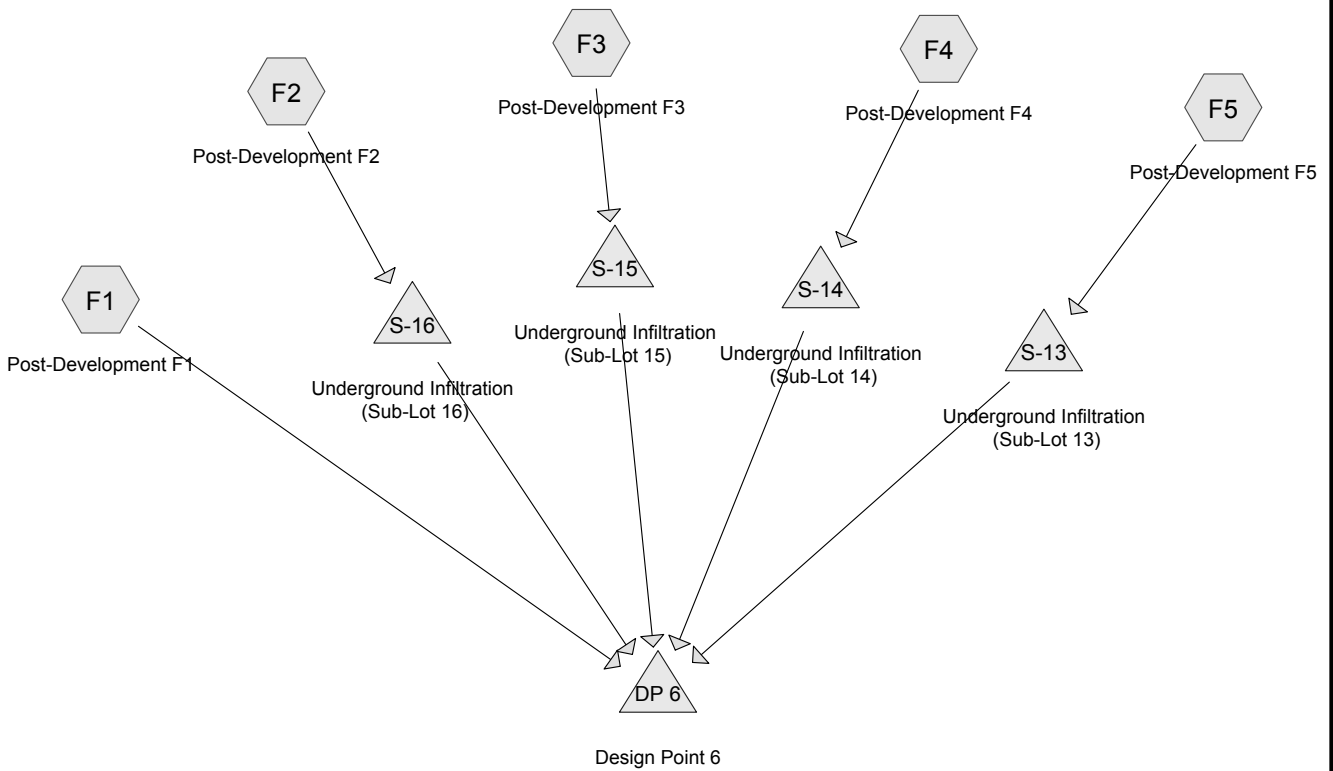 F3
Post-Development F3
F4
Post-Development F4
F2
Post-Development F2
F5
Post-Development F5
F1
Post-Development F1
S-16
Underground Infiltration
(Sub-Lot 16)
S-15
Underground Infiltration
(Sub-Lot 15)
S-14
Underground Infiltration
(Sub-Lot 14)
S-13
Underground Infiltration
(Sub-Lot 13)
DP 6
Design Point 6